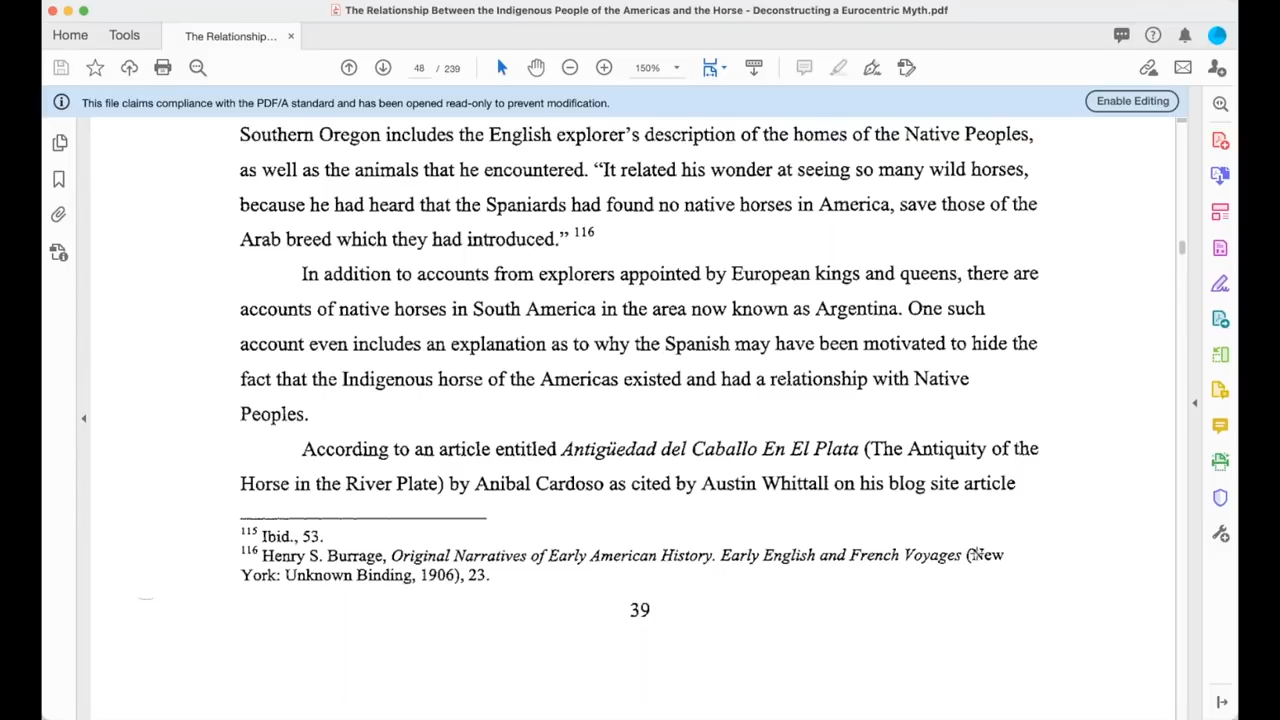 The Relationship Between the Indigenous People of the Americas and the Horse - Deconstructing a Eurocentric Myth.pdf
Home Tools The Relationship... ×
48 / 239 150%
This file claims compliance with the PDF/A standard and has been opened read-only to prevent modification. Enable Editing
Southern Oregon includes the English explorer’s description of the homes of the Native Peoples,
as well as the animals that he encountered. “It related his wonder at seeing so many wild horses,
because he had heard that the Spaniards had found no native horses in America, save those of the
Arab breed which they had introduced.” 116
In addition to accounts from explorers appointed by European kings and queens, there are
accounts of native horses in South America in the area now known as Argentina. One such
account even includes an explanation as to why the Spanish may have been motivated to hide the
fact that the Indigenous horse of the Americas existed and had a relationship with Native
Peoples.
According to an article entitled Antigüedad del Caballo En El Plata (The Antiquity of the
Horse in the River Plate) by Anibal Cardoso as cited by Austin Whittall on his blog site article
115 Ibid., 53.
116 Henry S. Burrage, Original Narratives of Early American History. Early English and French Voyages (New
York: Unknown Binding, 1906), 23.
39